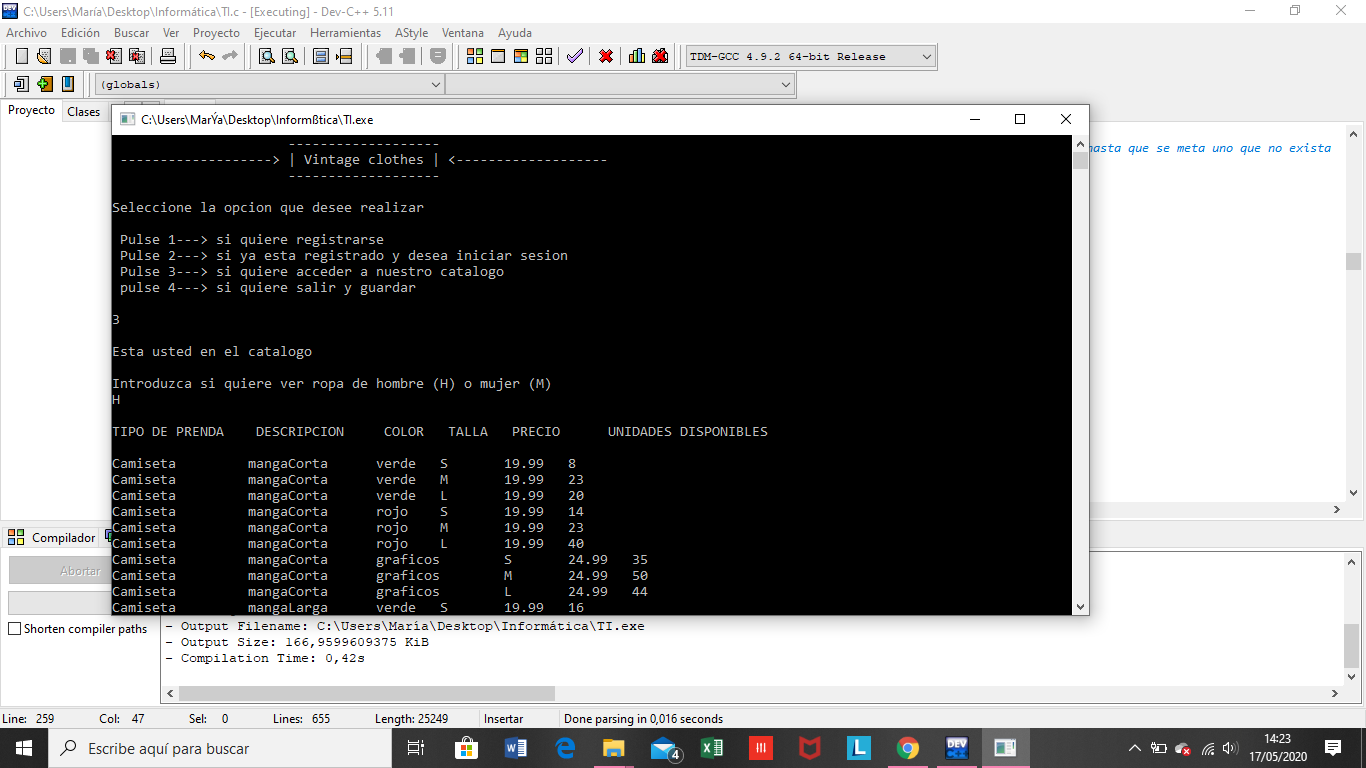 C:\Users\María\Desktop\Informática\TI.c - [Executing] - Dev-C++ 5.11
Archivo Edición Buscar Ver Proyecto Ejecutar Herramientas AStyle Ventana Ayuda
TDM-GCC 4.9.2 64-bit Release
(globals)
Proyecto Clases
hasta que se meta uno que no exista
C:\Users\MarÝa\Desktop\Informßtica\TI.exe
-------------------
-------------------> | Vintage clothes | <-------------------
-------------------
Seleccione la opcion que desee realizar
Pulse 1---> si quiere registrarse
Pulse 2---> si ya esta registrado y desea iniciar sesion
Pulse 3---> si quiere acceder a nuestro catalogo
pulse 4---> si quiere salir y guardar
3
Esta usted en el catalogo
Introduzca si quiere ver ropa de hombre (H) o mujer (M)
H
TIPO DE PRENDA DESCRIPCION COLOR TALLA PRECIO UNIDADES DISPONIBLES
Camiseta mangaCorta verde S 19.99 8
Camiseta mangaCorta verde M 19.99 23
Camiseta mangaCorta verde L 19.99 20
Camiseta mangaCorta rojo S 19.99 14
Camiseta mangaCorta rojo M 19.99 23
Camiseta mangaCorta rojo L 19.99 40
Camiseta mangaCorta graficos S 24.99 35
Camiseta mangaCorta graficos M 24.99 50
Camiseta mangaCorta graficos L 24.99 44
Camiseta mangaLarga verde S 19.99 16
Compilador
Abortar
Shorten compiler paths
- Output Filename: C:\Users\María\Desktop\Informática\TI.exe
- Output Size: 166,9599609375 KiB
- Compilation Time: 0,42s
Line: 259 Col: 47 Sel: 0 Lines: 655 Length: 25249 Insertar Done parsing in 0,016 seconds
Escribe aquí para buscar
4
14:23
17/05/2020